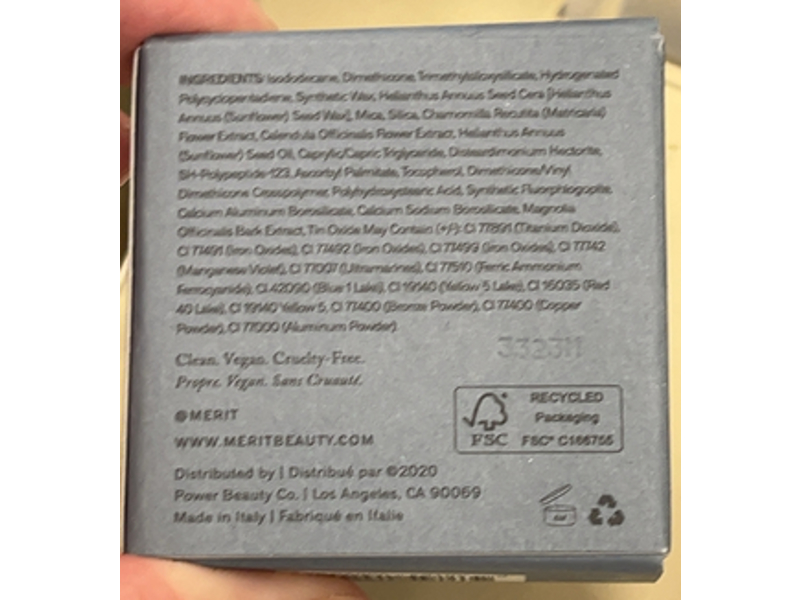 INGREDIENTS: Isododecane, Dimethicone, Trimethylsiloxysilicate, Hydrogenated
Polycyclopentadiene, Synthetic Wax, Helianthus Annuus Seed Cera [Helianthus
Annuus (Sunflower) Seed Wax], Mica, Silica, Chamomilla Recutita (Matricaria)
Flower Extract, Calendula Officinalis Flower Extract, Helianthus Annuus
(Sunflower) Seed Oil, Caprylic/Capric Triglyceride, Disteardimonium Hectorite,
SH-Polypeptide-123, Ascorbyl Palmitate, Tocopherol, Dimethicone/Vinyl
Dimethicone Crosspolymer, Polyhydroxystearic Acid, Synthetic Fluorphlogopite,
Calcium Aluminum Borosilicate, Calcium Sodium Borosilicate, Magnolia
Officinalis Bark Extract, Tin Oxide May Contain (+/-): CI 77891 (Titanium Dioxide),
CI 77491 (Iron Oxides), CI 77492 (Iron Oxides), CI 77499 (Iron Oxides), CI 77742
(Manganese Violet), CI 77007 (Ultramarines), CI 77510 (Ferric Ammonium
Ferrocyanide), CI 42090 (Blue 1 Lake), CI 19140 (Yellow 5 Lake), CI 16035 (Red
40 Lake), CI 19140 Yellow 5, CI 77400 (Bronze Powder), CI 77400 (Copper
Powder), CI 77000 (Aluminum Powder).
332311
Clean. Vegan. Cruelty-Free.
Propre. Vegan. Sans Cruauté.
@MERIT
WWW.MERITBEAUTY.COM
RECYCLED
Packaging
FSC FSC® C166755
Distributed by | Distribué par ©2020
Power Beauty Co. | Los Angeles, CA 90069
Made in Italy | Fabriqué en Italie